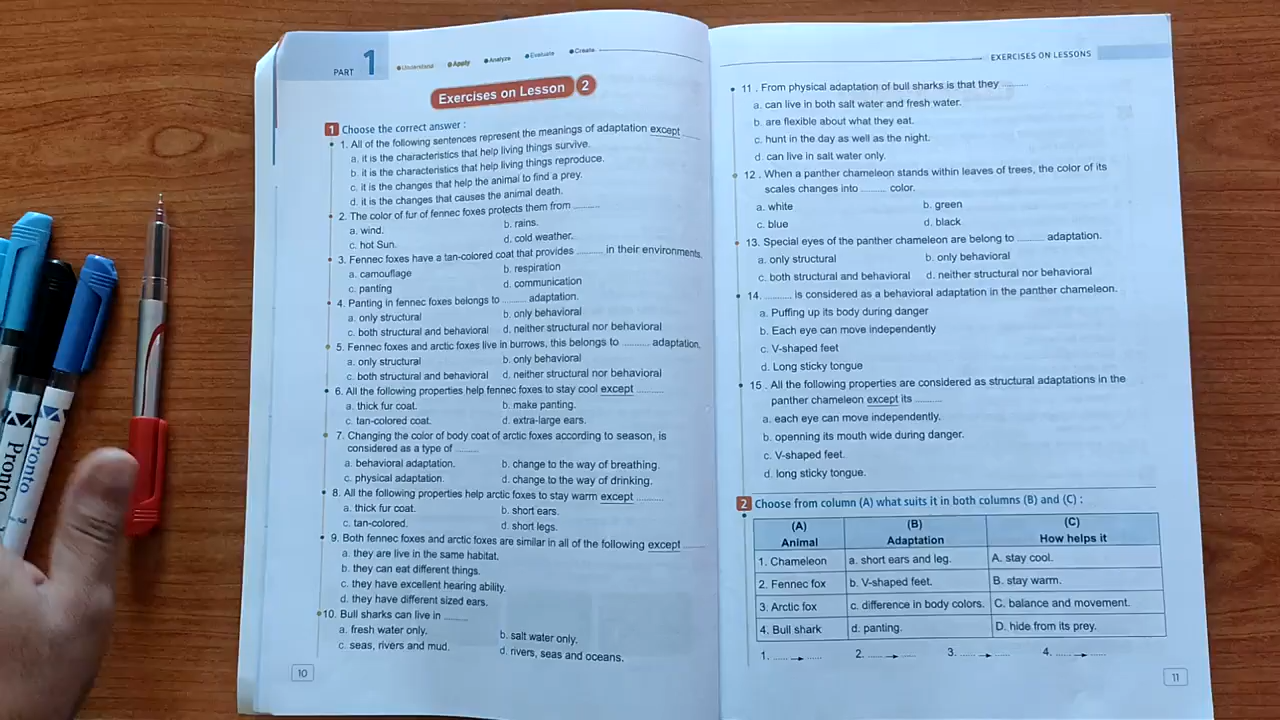 PART 1
Understand Apply Analyze Evaluate Create
Exercises on Lesson 2
1 Choose the correct answer :
1. All of the following sentences represent the meanings of adaptation except ........
a. it is the characteristics that help living things survive.
b. it is the characteristics that help living things reproduce.
c. it is the changes that help the animal to find a prey.
d. it is the changes that causes the animal death.
2. The color of fur of fennec foxes protects them from ........
a. wind. b. rains.
c. hot Sun. d. cold weather.
3. Fennec foxes have a tan-colored coat that provides ........ in their environments.
a. camouflage b. respiration
c. panting d. communication
4. Panting in fennec foxes belongs to ........ adaptation.
a. only structural b. only behavioral
c. both structural and behavioral d. neither structural nor behavioral
5. Fennec foxes and arctic foxes live in burrows, this belongs to ........ adaptation.
a. only structural b. only behavioral
c. both structural and behavioral d. neither structural nor behavioral
6. All the following properties help fennec foxes to stay cool except ........
a. thick fur coat. b. make panting.
c. tan-colored coat. d. extra-large ears.
7. Changing the color of body coat of arctic foxes according to season, is
considered as a type of ........
a. behavioral adaptation. b. change to the way of breathing.
c. physical adaptation. d. change to the way of drinking.
8. All the following properties help arctic foxes to stay warm except ........
a. thick fur coat. b. short ears.
c. tan-colored. d. short legs.
9. Both fennec foxes and arctic foxes are similar in all of the following except ........
a. they are live in the same habitat.
b. they can eat different things.
c. they have excellent hearing ability.
d. they have different sized ears.
10. Bull sharks can live in ........
a. fresh water only. b. salt water only.
c. seas, rivers and mud. d. rivers, seas and oceans.
10
EXERCISES ON LESSONS
11 . From physical adaptation of bull sharks is that they ........
a. can live in both salt water and fresh water.
b. are flexible about what they eat.
c. hunt in the day as well as the night.
d. can live in salt water only.
12 . When a panther chameleon stands within leaves of trees, the color of its
scales changes into ........ color.
a. white b. green
c. blue d. black
13. Special eyes of the panther chameleon are belong to ........ adaptation.
a. only structural b. only behavioral
c. both structural and behavioral d. neither structural nor behavioral
14. ........ is considered as a behavioral adaptation in the panther chameleon.
a. Puffing up its body during danger
b. Each eye can move independently
c. V-shaped feet
d. Long sticky tongue
15 . All the following properties are considered as structural adaptations in the
panther chameleon except its ........
a. each eye can move independently.
b. openning its mouth wide during danger.
c. V-shaped feet.
d. long sticky tongue.
2 Choose from column (A) what suits it in both columns (B) and (C) :
(A) (B) (C)
Animal Adaptation How helps it
1. Chameleon a. short ears and leg. A. stay cool.
2. Fennec fox b. V-shaped feet. B. stay warm.
3. Arctic fox c. difference in body colors. C. balance and movement.
4. Bull shark d. panting. D. hide from its prey.
1. ...... → ...... 2. ...... → ...... 3. ...... → ...... 4. ...... → ......
11
Pronto
Pronto